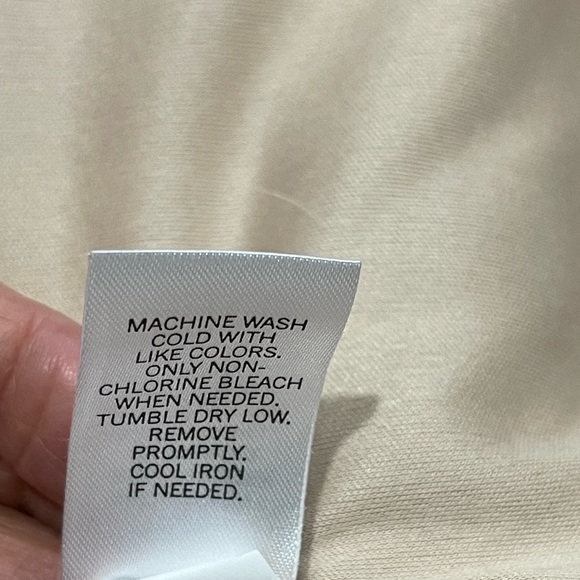 MACHINE WASH
COLD WITH
LIKE COLORS.
ONLY NON-
CHLORINE BLEACH
WHEN NEEDED.
TUMBLE DRY LOW.
REMOVE
PROMPTLY.
COOL IRON
IF NEEDED.